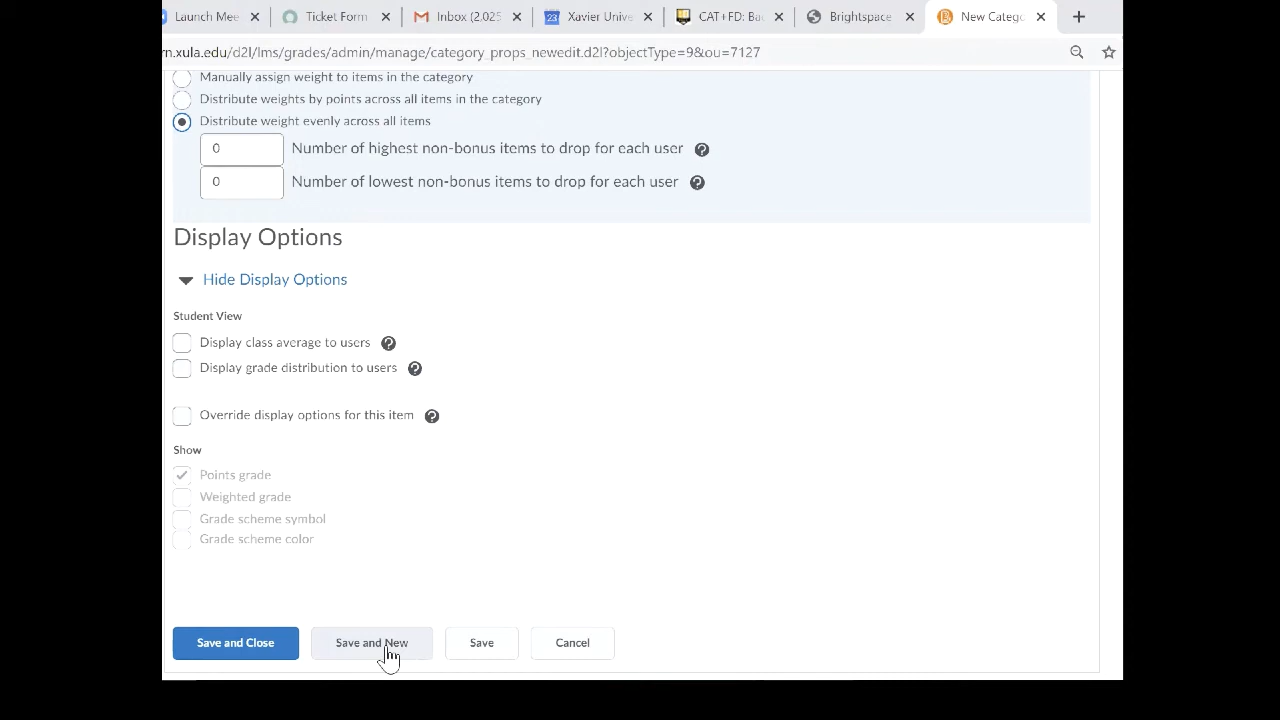 Launch Mee
Ticket Form
Inbox (2,025
23
Xavier Unive
CAT+FD: Ba
Brightspace
New Catego
rn.xula.edu/d2l/lms/grades/admin/manage/category_props_newedit.d2l?objectType=9&ou=7127
Manually assign weight to items in the category
Distribute weights by points across all items in the category
Distribute weight evenly across all items
0 Number of highest non-bonus items to drop for each user ?
0 Number of lowest non-bonus items to drop for each user ?
Display Options
Hide Display Options
Student View
Display class average to users ?
Display grade distribution to users ?
Override display options for this item ?
Show
Points grade
Weighted grade
Grade scheme symbol
Grade scheme color
Save and Close
Save and New
Save
Cancel